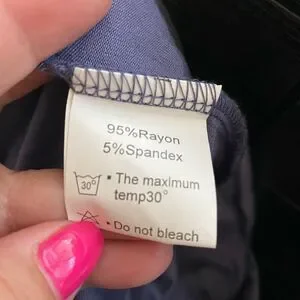 95%Rayon
5%Spandex
30° • The maximum
temp30°
• Do not bleach